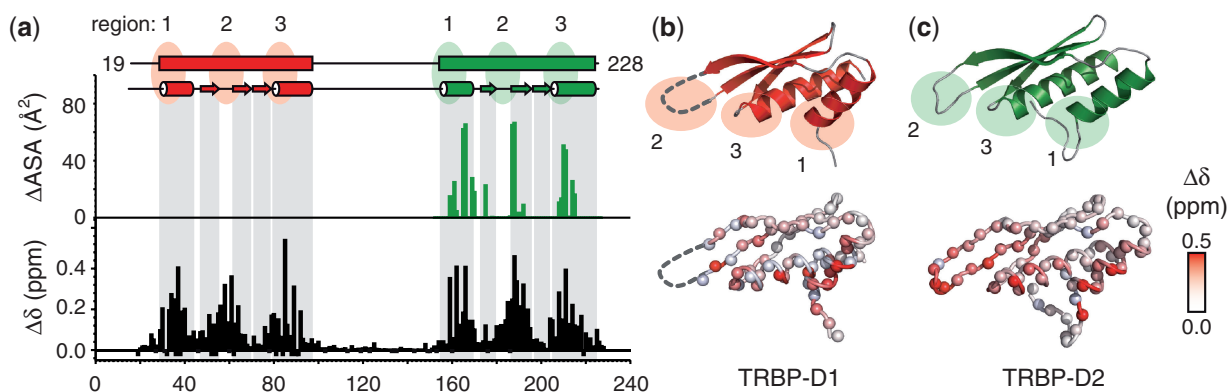 (a) region: 1 2 3 1 2 3
19 228
ΔASA (Å²)
80
40
0
Δδ (ppm)
0.4
0.2
0.0
0 40 80 120 160 200 240
(b)
2
3
1
TRBP-D1
(c)
2
3
1
TRBP-D2
Δδ
(ppm)
0.5
0.0